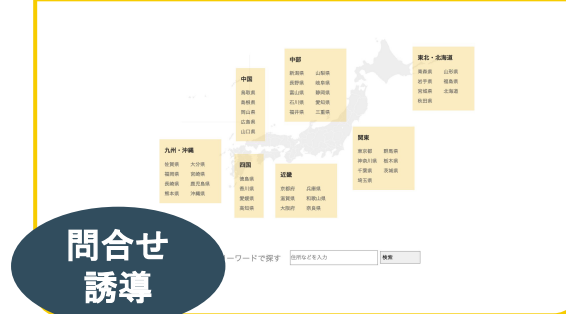 中部
新潟県 山梨県
長野県 岐阜県
富山県 静岡県
石川県 愛知県
福井県 三重県
東北・北海道
青森県 山形県
岩手県 福島県
宮城県 北海道
秋田県
中国
鳥取県
島根県
岡山県
広島県
山口県
関東
東京都 群馬県
神奈川県 栃木県
千葉県 茨城県
埼玉県
九州・沖縄
佐賀県 大分県
福岡県 宮崎県
長崎県 鹿児島県
熊本県 沖縄県
四国
徳島県
香川県
愛媛県
高知県
近畿
京都府 兵庫県
滋賀県 和歌山県
大阪府 奈良県
ーワードで探す 住所などを入力 検索
問合せ
誘導